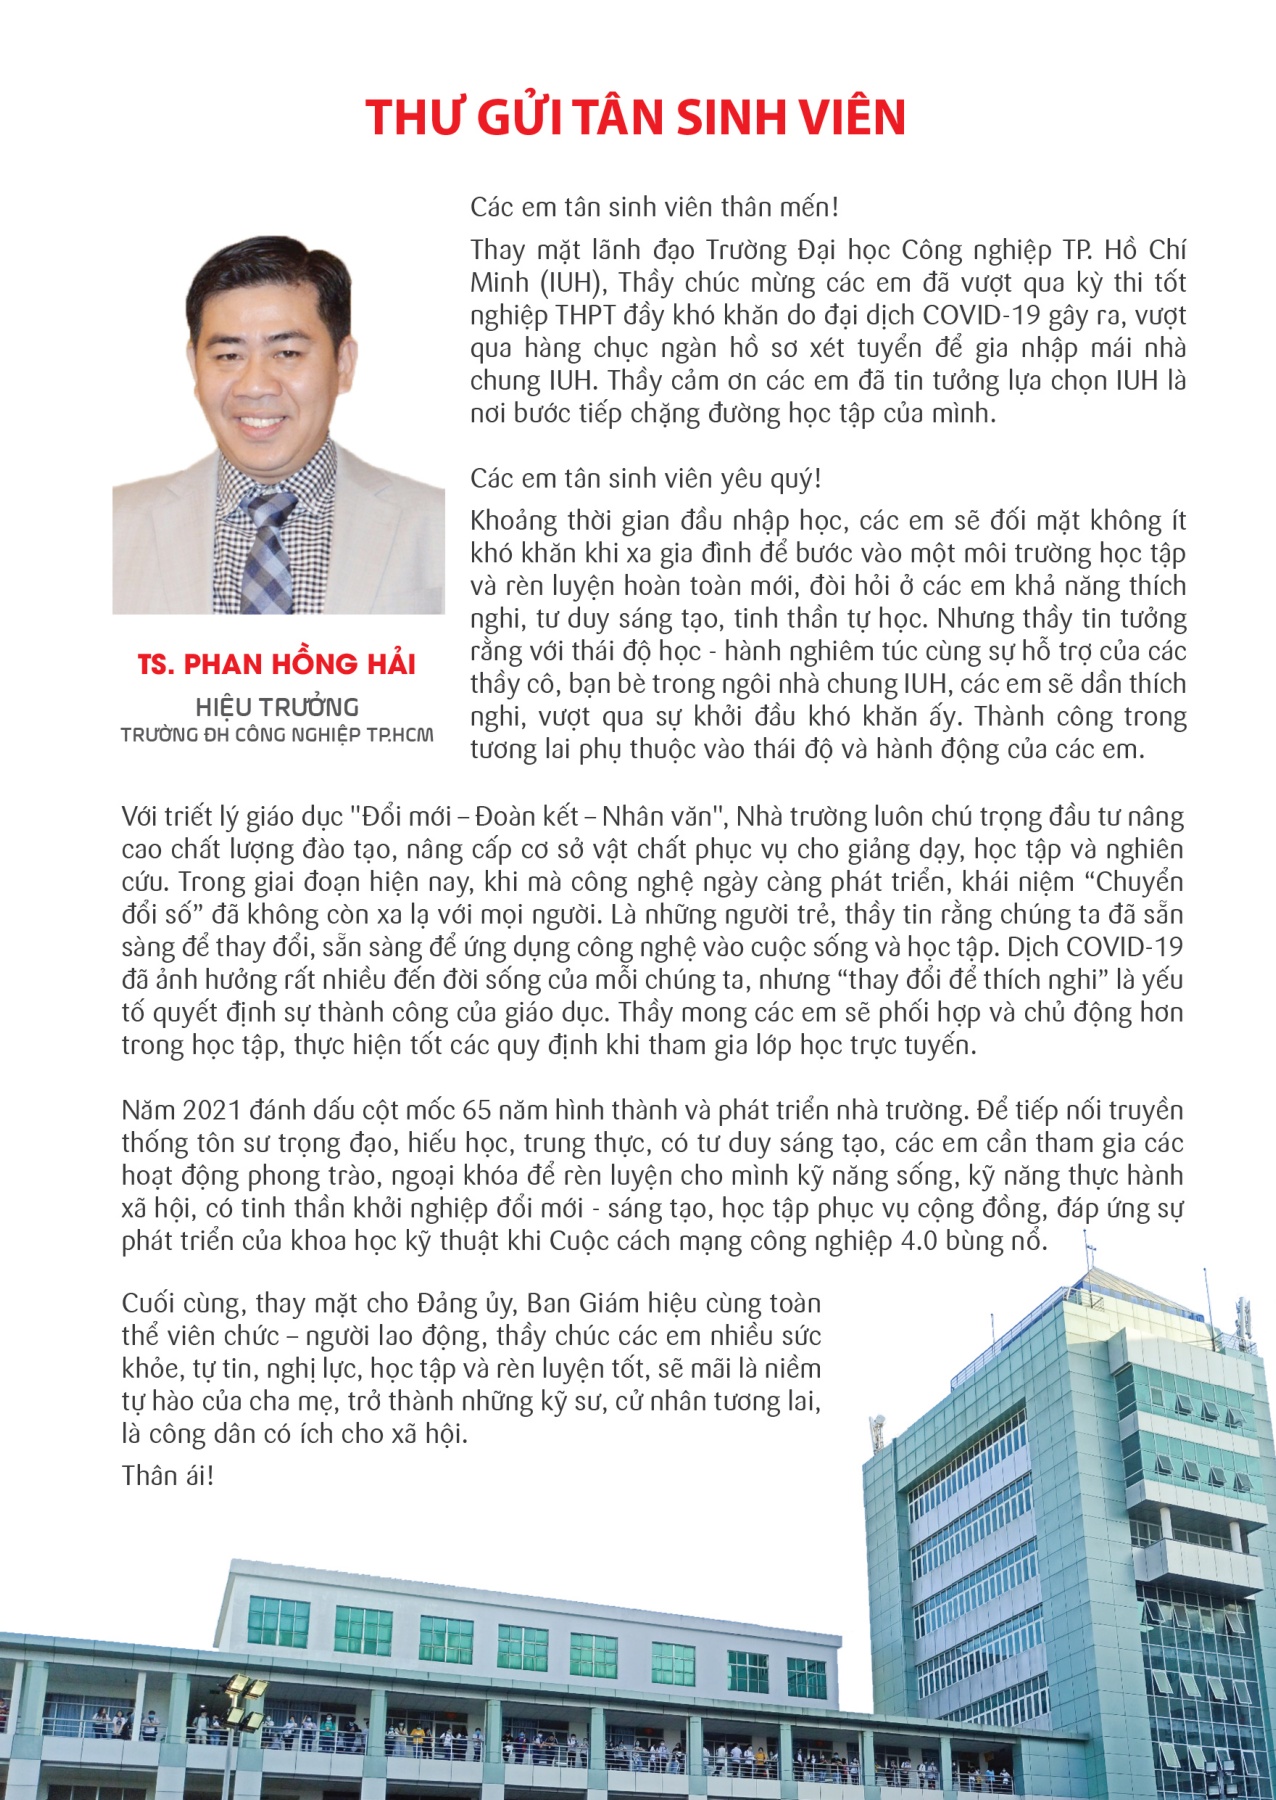 THƯ GỬI TÂN SINH VIÊN
Các em tân sinh viên thân mến!
Thay mặt lãnh đạo Trường Đại học Công nghiệp TP. Hồ Chí
Minh (IUH), Thầy chúc mừng các em đã vượt qua kỳ thi tốt
nghiệp THPT đầy khó khăn do đại dịch COVID-19 gây ra, vượt
qua hàng chục ngàn hồ sơ xét tuyển để gia nhập mái nhà
chung IUH. Thầy cảm ơn các em đã tin tưởng lựa chọn IUH là
nơi bước tiếp chặng đường học tập của mình.
Các em tân sinh viên yêu quý!
Khoảng thời gian đầu nhập học, các em sẽ đối mặt không ít
khó khăn khi xa gia đình để bước vào một môi trường học tập
và rèn luyện hoàn toàn mới, đòi hỏi ở các em khả năng thích
nghi, tư duy sáng tạo, tinh thần tự học. Nhưng thầy tin tưởng
rằng với thái độ học - hành nghiêm túc cùng sự hỗ trợ của các
thầy cô, bạn bè trong ngôi nhà chung IUH, các em sẽ dần thích
nghi, vượt qua sự khởi đầu khó khăn ấy. Thành công trong
tương lai phụ thuộc vào thái độ và hành động của các em.
TS. PHAN HỒNG HẢI
HIỆU TRƯỞNG
TRƯỜNG ĐH CÔNG NGHIỆP TP.HCM
Với triết lý giáo dục "Đổi mới – Đoàn kết – Nhân văn", Nhà trường luôn chú trọng đầu tư nâng
cao chất lượng đào tạo, nâng cấp cơ sở vật chất phục vụ cho giảng dạy, học tập và nghiên
cứu. Trong giai đoạn hiện nay, khi mà công nghệ ngày càng phát triển, khái niệm “Chuyển
đổi số” đã không còn xa lạ với mọi người. Là những người trẻ, thầy tin rằng chúng ta đã sẵn
sàng để thay đổi, sẵn sàng để ứng dụng công nghệ vào cuộc sống và học tập. Dịch COVID-19
đã ảnh hưởng rất nhiều đến đời sống của mỗi chúng ta, nhưng “thay đổi để thích nghi” là yếu
tố quyết định sự thành công của giáo dục. Thầy mong các em sẽ phối hợp và chủ động hơn
trong học tập, thực hiện tốt các quy định khi tham gia lớp học trực tuyến.
Năm 2021 đánh dấu cột mốc 65 năm hình thành và phát triển nhà trường. Để tiếp nối truyền
thống tôn sư trọng đạo, hiếu học, trung thực, có tư duy sáng tạo, các em cần tham gia các
hoạt động phong trào, ngoại khóa để rèn luyện cho mình kỹ năng sống, kỹ năng thực hành
xã hội, có tinh thần khởi nghiệp đổi mới - sáng tạo, học tập phục vụ cộng đồng, đáp ứng sự
phát triển của khoa học kỹ thuật khi Cuộc cách mạng công nghiệp 4.0 bùng nổ.
Cuối cùng, thay mặt cho Đảng ủy, Ban Giám hiệu cùng toàn
thể viên chức – người lao động, thầy chúc các em nhiều sức
khỏe, tự tin, nghị lực, học tập và rèn luyện tốt, sẽ mãi là niềm
tự hào của cha mẹ, trở thành những kỹ sư, cử nhân tương lai,
là công dân có ích cho xã hội.
Thân ái!